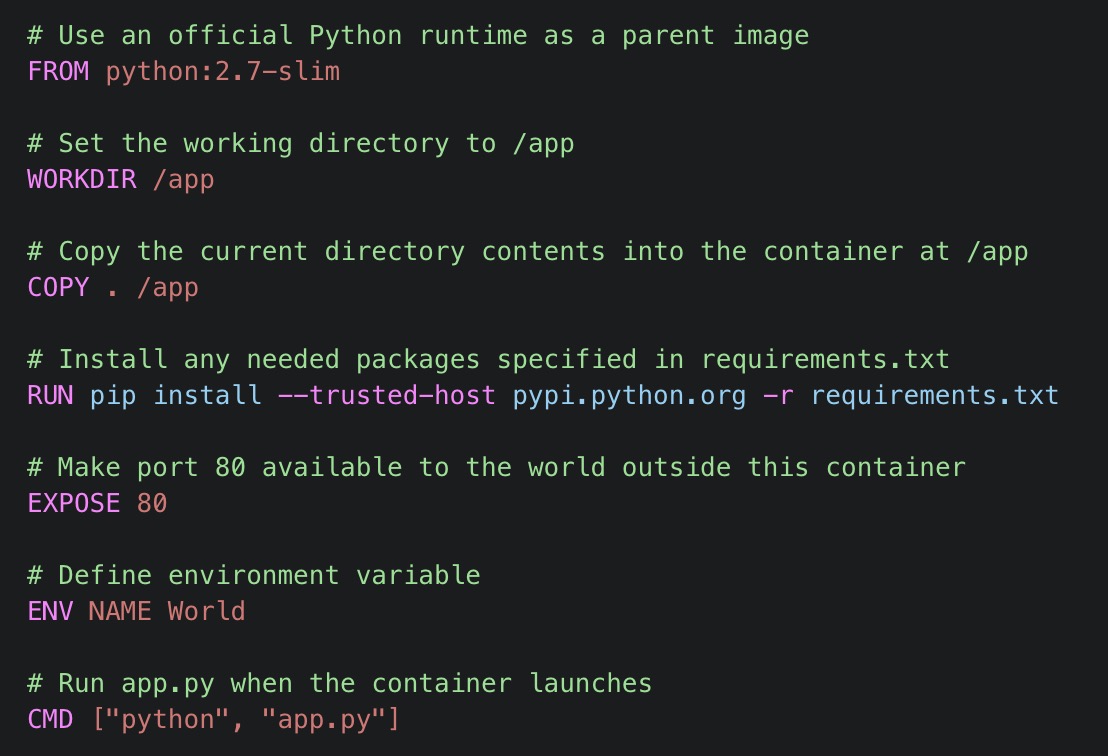 # Use an official Python runtime as a parent image
FROM python:2.7-slim
# Set the working directory to /app
WORKDIR /app
# Copy the current directory contents into the container at /app
COPY . /app
# Install any needed packages specified in requirements.txt
RUN pip install --trusted-host pypi.python.org -r requirements.txt
# Make port 80 available to the world outside this container
EXPOSE 80
# Define environment variable
ENV NAME World
# Run app.py when the container launches
CMD ["python", "app.py"]